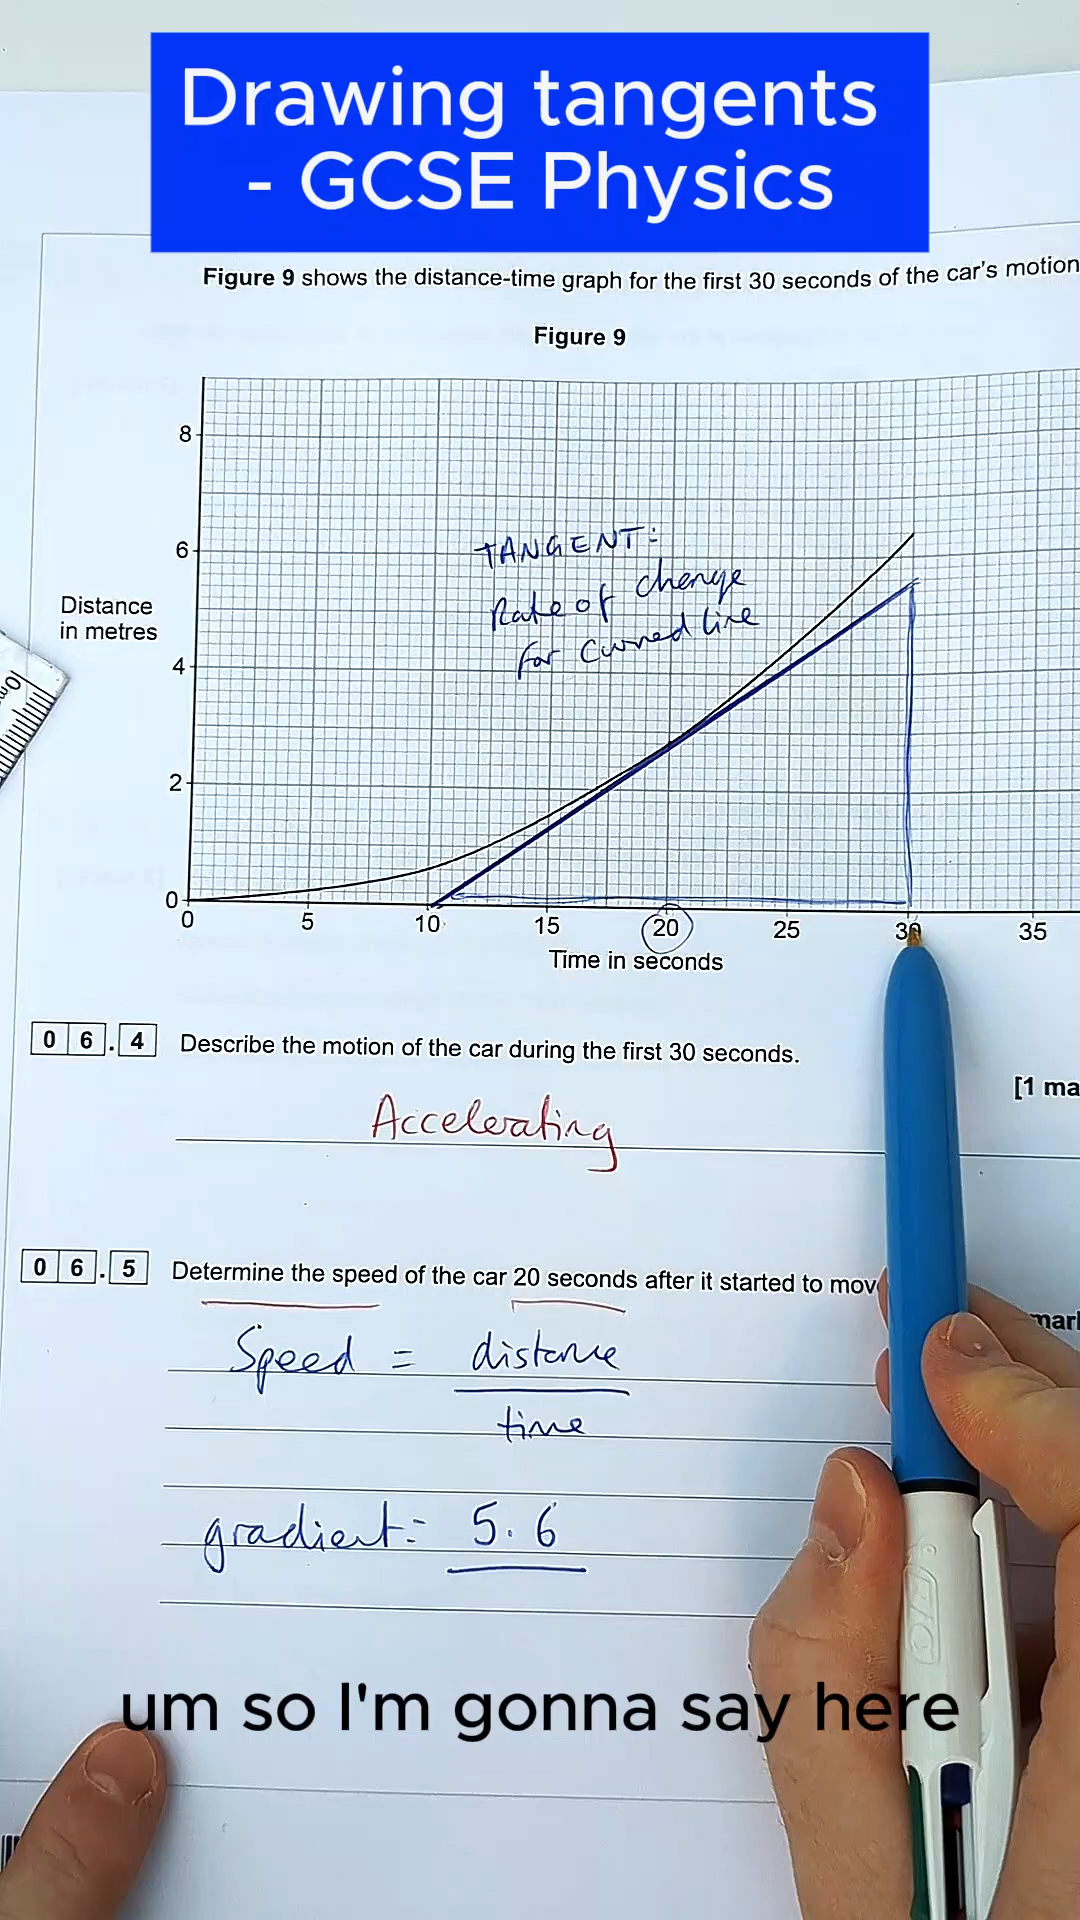 Drawing tangents
- GCSE Physics
Figure 9 shows the distance-time graph for the first 30 seconds of the car's motion
Figure 9
8
6
4
2
0
Distance
in metres
TANGENT:
Rate of change
for curved line
0 5 10 15 20 25 30 35
Time in seconds
0 6 . 4 Describe the motion of the car during the first 30 seconds.
[1 ma
Accelerating
0 6 . 5 Determine the speed of the car 20 seconds after it started to mov
mark
Speed = distance
time
gradient = 5.6
um so I'm gonna say here
BIC